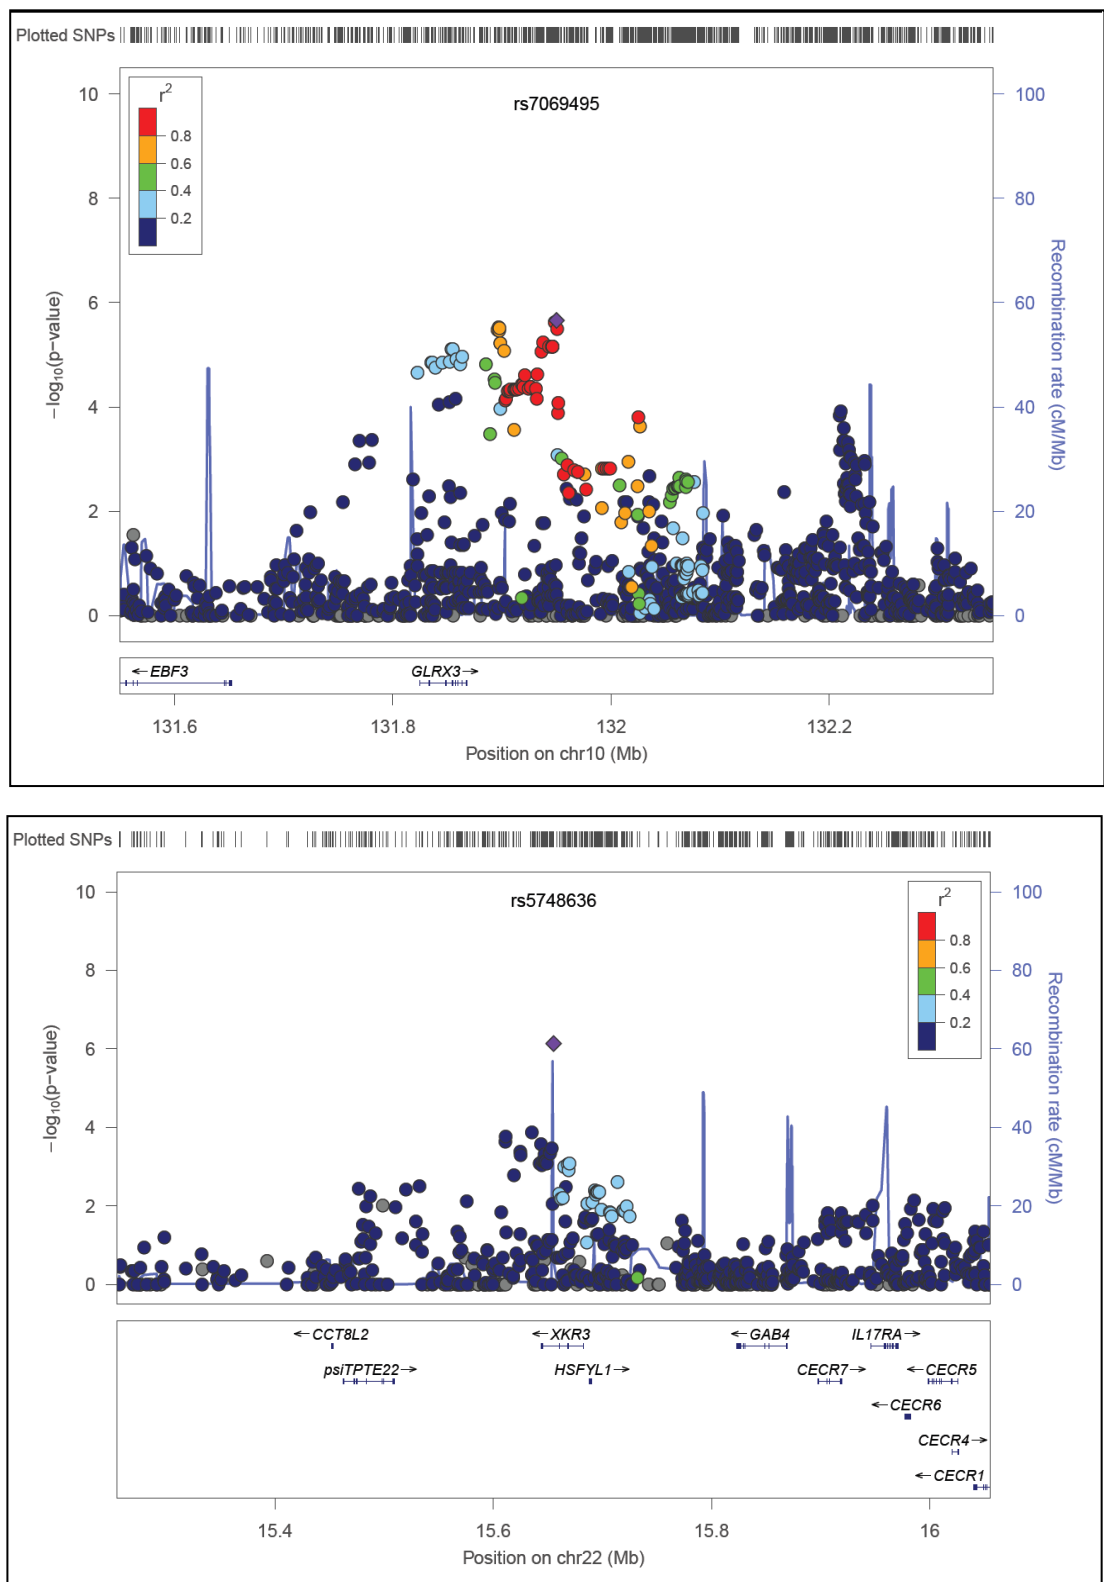 Plotted SNPs
rs7069495
r²
0.8
0.6
0.4
0.2
10
8
6
4
2
0
−log₁₀(p−value)
100
80
60
40
20
0
Recombination rate (cM/Mb)
←EBF3
GLRX3→
131.6 131.8 132 132.2
Position on chr10 (Mb)
Plotted SNPs
rs5748636
r²
0.8
0.6
0.4
0.2
10
8
6
4
2
0
−log₁₀(p−value)
100
80
60
40
20
0
Recombination rate (cM/Mb)
←CCT8L2 ←XKR3 ←GAB4 IL17RA→
psiTPTE22→ HSFYL1→ CECR7→ ←CECR5
←CECR6
CECR4→
←CECR1
15.4 15.6 15.8 16
Position on chr22 (Mb)